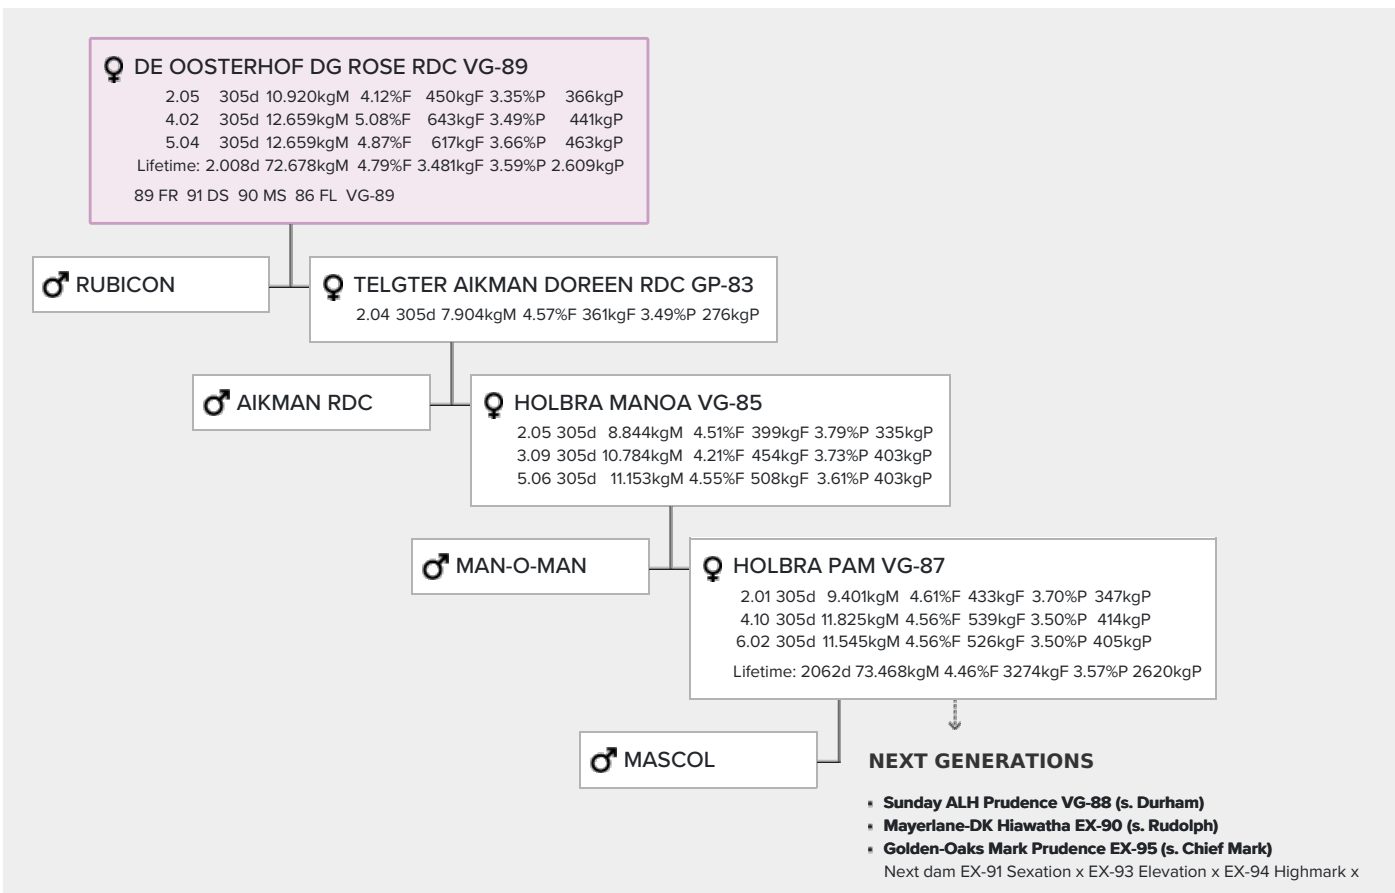 DE OOSTERHOF DG ROSE RDC VG-89
2.05 305d 10.920kgM 4.12%F 450kgF 3.35%P 366kgP
4.02 305d 12.659kgM 5.08%F 643kgF 3.49%P 441kgP
5.04 305d 12.659kgM 4.87%F 617kgF 3.66%P 463kgP
Lifetime: 2.008d 72.678kgM 4.79%F 3.481kgF 3.59%P 2.609kgP
89 FR 91 DS 90 MS 86 FL VG-89
RUBICON
TELGTER AIKMAN DOREEN RDC GP-83
2.04 305d 7.904kgM 4.57%F 361kgF 3.49%P 276kgP
AIKMAN RDC
HOLBRA MANOA VG-85
2.05 305d 8.844kgM 4.51%F 399kgF 3.79%P 335kgP
3.09 305d 10.784kgM 4.21%F 454kgF 3.73%P 403kgP
5.06 305d 11.153kgM 4.55%F 508kgF 3.61%P 403kgP
MAN-O-MAN
HOLBRA PAM VG-87
2.01 305d 9.401kgM 4.61%F 433kgF 3.70%P 347kgP
4.10 305d 11.825kgM 4.56%F 539kgF 3.50%P 414kgP
6.02 305d 11.545kgM 4.56%F 526kgF 3.50%P 405kgP
Lifetime: 2062d 73.468kgM 4.46%F 3274kgF 3.57%P 2620kgP
MASCOL
NEXT GENERATIONS
▪ Sunday ALH Prudence VG-88 (s. Durham)
▪ Mayerlane-DK Hiawatha EX-90 (s. Rudolph)
▪ Golden-Oaks Mark Prudence EX-95 (s. Chief Mark)
Next dam EX-91 Sexation x EX-93 Elevation x EX-94 Highmark x